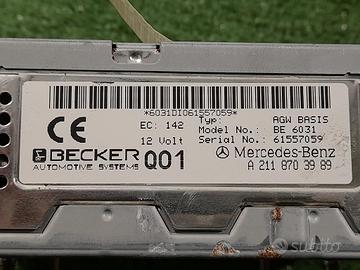 *6031DI061557059*
CE
EC: 142
12 Volt
Typ: AGW BASIS
Model No.: BE 6031
Serial No.: 61557059
BECKER
AUTOMOTIVE SYSTEMS
Q01
Mercedes-Benz
A 211 870 39 89
subito